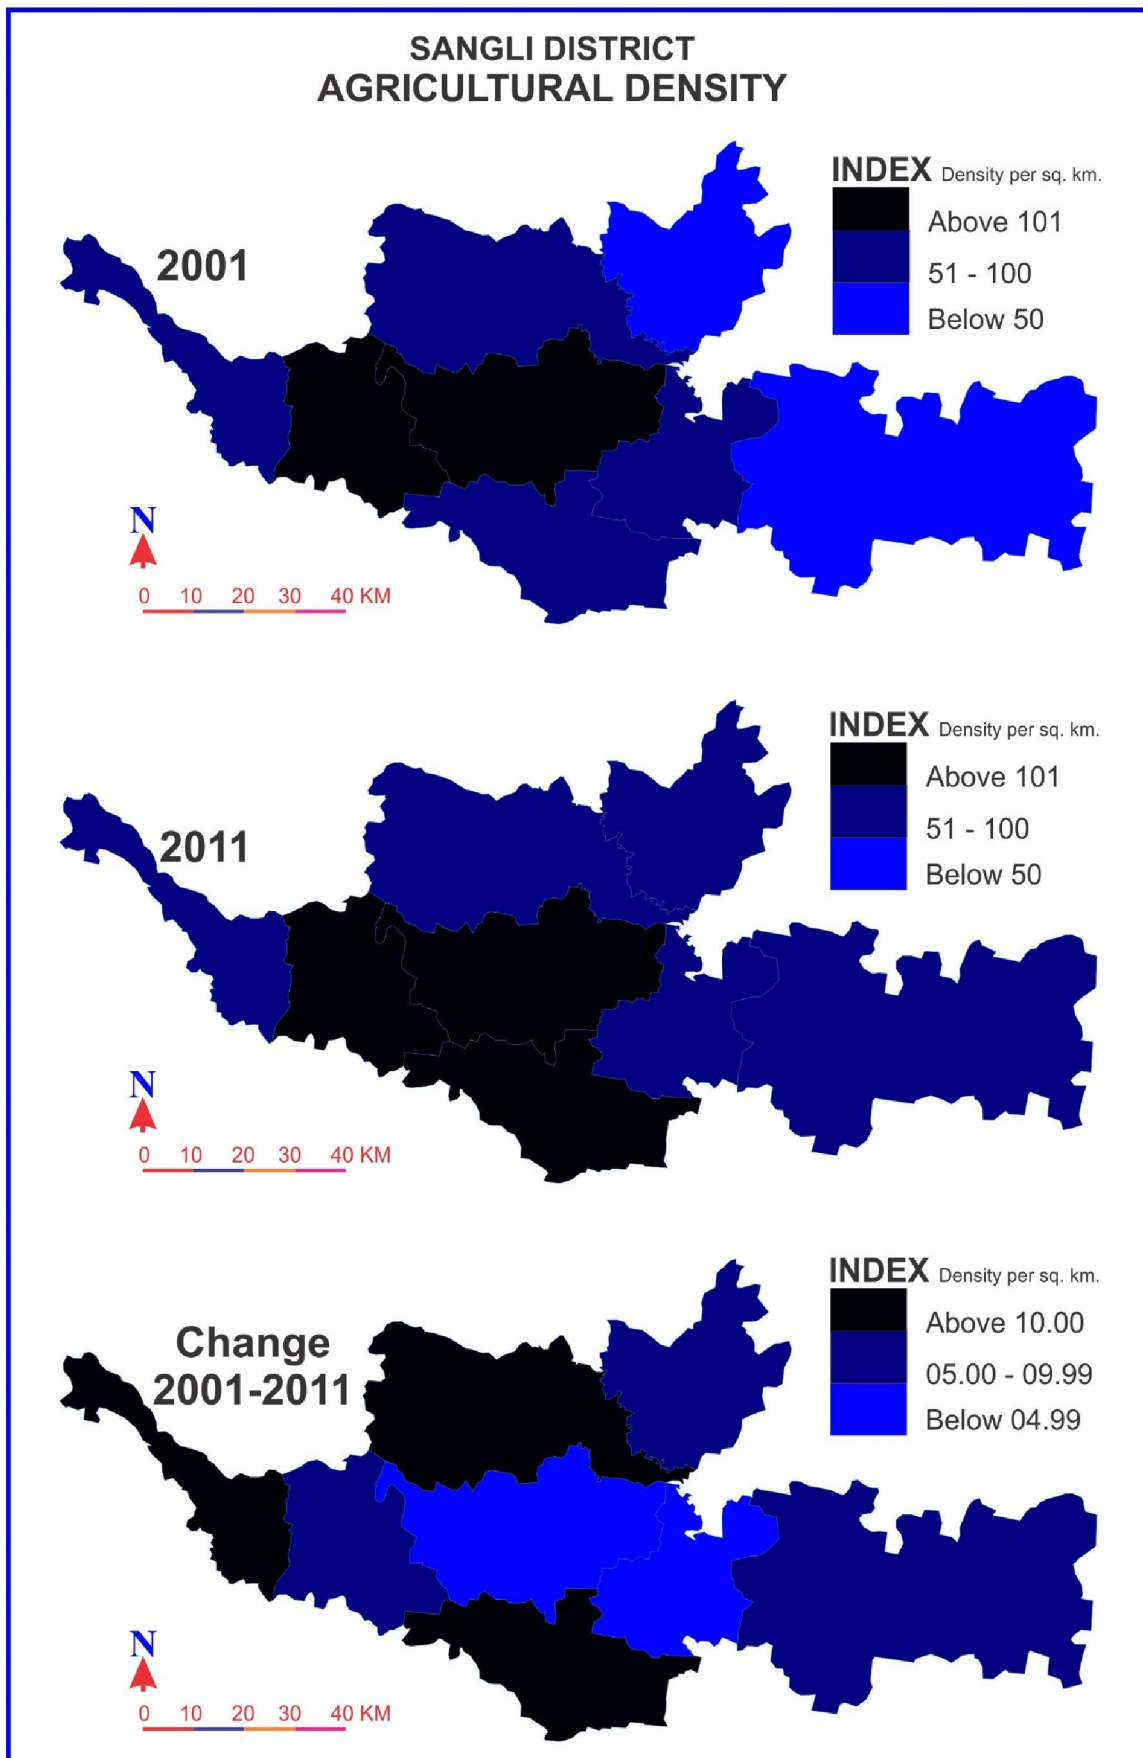 SANGLI DISTRICT
AGRICULTURAL DENSITY
INDEX Density per sq. km.
Above 101
51 - 100
Below 50
2001
N
0 10 20 30 40 KM
INDEX Density per sq. km.
Above 101
51 - 100
Below 50
2011
N
0 10 20 30 40 KM
INDEX Density per sq. km.
Above 10.00
05.00 - 09.99
Below 04.99
Change
2001-2011
N
0 10 20 30 40 KM